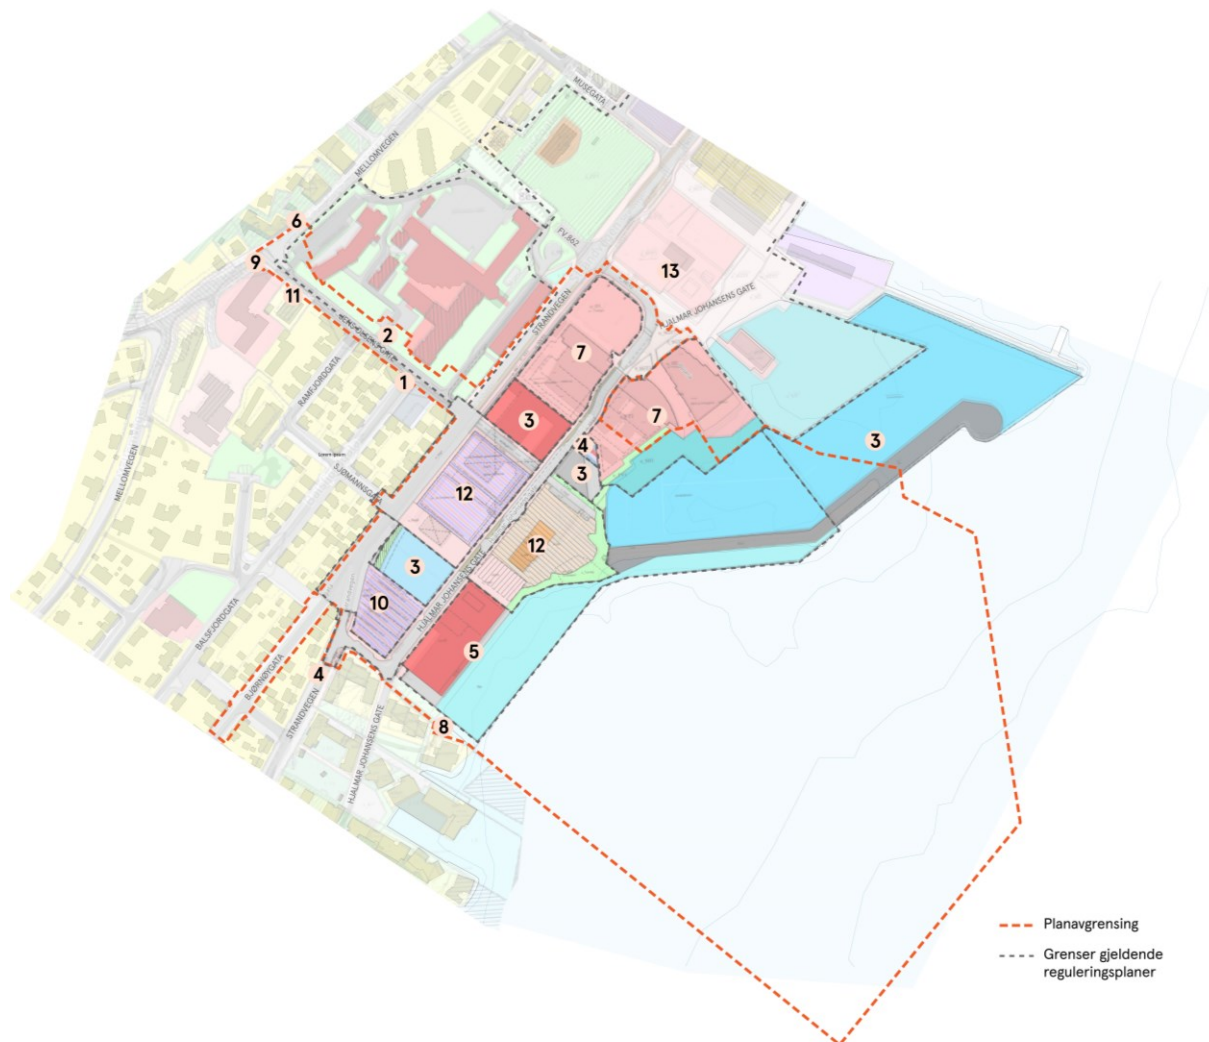 MUSEGATA
MELLOMVEGEN
6
FV.862
9
13
11
STRANDVEGEN
HJALMAR JOHANSENS GATE
2
7
RAMFJORDGATA
1
7
3
3
4
3
MELLOMVEGEN
SJØMANNSGATA
12
12
3
HJALMAR JOHANSENS GATE
10
BALSFJORDGATA
5
BJØRNØYGATA
4
STRANDVEGEN
8
HJALMAR JOHANSENS GATE
Planavgrensing
Grenser gjeldende
reguleringsplaner